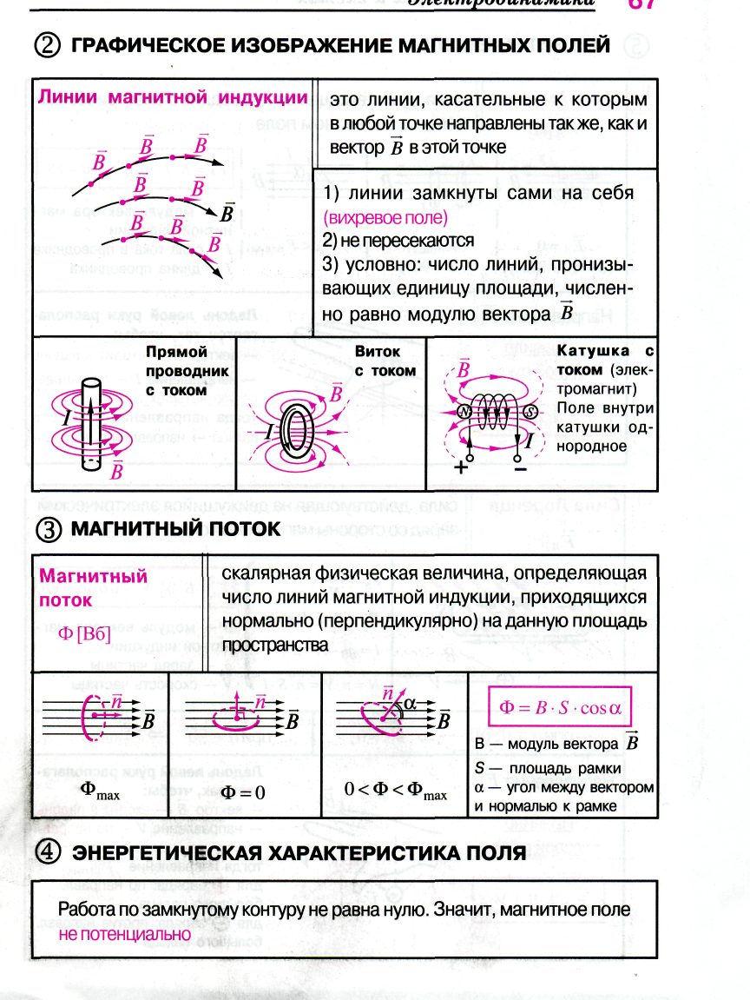 Электродинамика 67
② ГРАФИЧЕСКОЕ ИЗОБРАЖЕНИЕ МАГНИТНЫХ ПОЛЕЙ
Линии магнитной индукции
B B B
B B B
B B B
это линии, касательные к которым
в любой точке направлены так же, как и
вектор B в этой точке
1) линии замкнуты сами на себя
(вихревое поле)
2) не пересекаются
3) условно: число линий, пронизы-
вающих единицу площади, числен-
но равно модулю вектора B
Прямой
проводник
с током
I
B
Виток
с током
B
I
Катушка с
током (элек-
тромагнит)
Поле внутри
катушки од-
нородное
B
N S
I
+ −
③ МАГНИТНЫЙ ПОТОК
Магнитный
поток
Ф [Вб]
скалярная физическая величина, определяющая
число линий магнитной индукции, приходящихся
нормально (перпендикулярно) на данную площадь
пространства
n
B
Φmax
n
B
Φ = 0
n α
B
0 < Φ < Φmax
Φ = B · S · cos α
B — модуль вектора B
S — площадь рамки
α — угол между вектором
и нормалью к рамке
④ ЭНЕРГЕТИЧЕСКАЯ ХАРАКТЕРИСТИКА ПОЛЯ
Работа по замкнутому контуру не равна нулю. Значит, магнитное поле
не потенциально